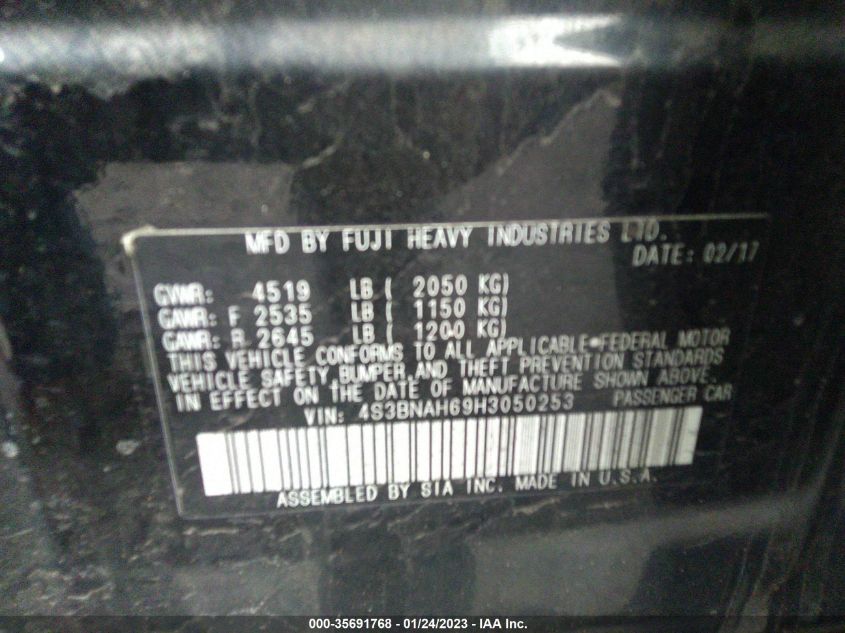 MFD BY FUJI HEAVY INDUSTRIES LTD.
DATE: 02/17
GVWR: 4519 LB ( 2050 KG)
GAWR: F 2535 LB ( 1150 KG)
GAWR: R 2645 LB ( 1200 KG)
THIS VEHICLE CONFORMS TO ALL APPLICABLE FEDERAL MOTOR
VEHICLE SAFETY, BUMPER, AND THEFT PREVENTION STANDARDS
IN EFFECT ON THE DATE OF MANUFACTURE SHOWN ABOVE.
VIN: 4S3BNAH69H3050253 PASSENGER CAR
ASSEMBLED BY SIA INC. MADE IN U.S.A.
000-35691768 - 01/24/2023 - IAA Inc.